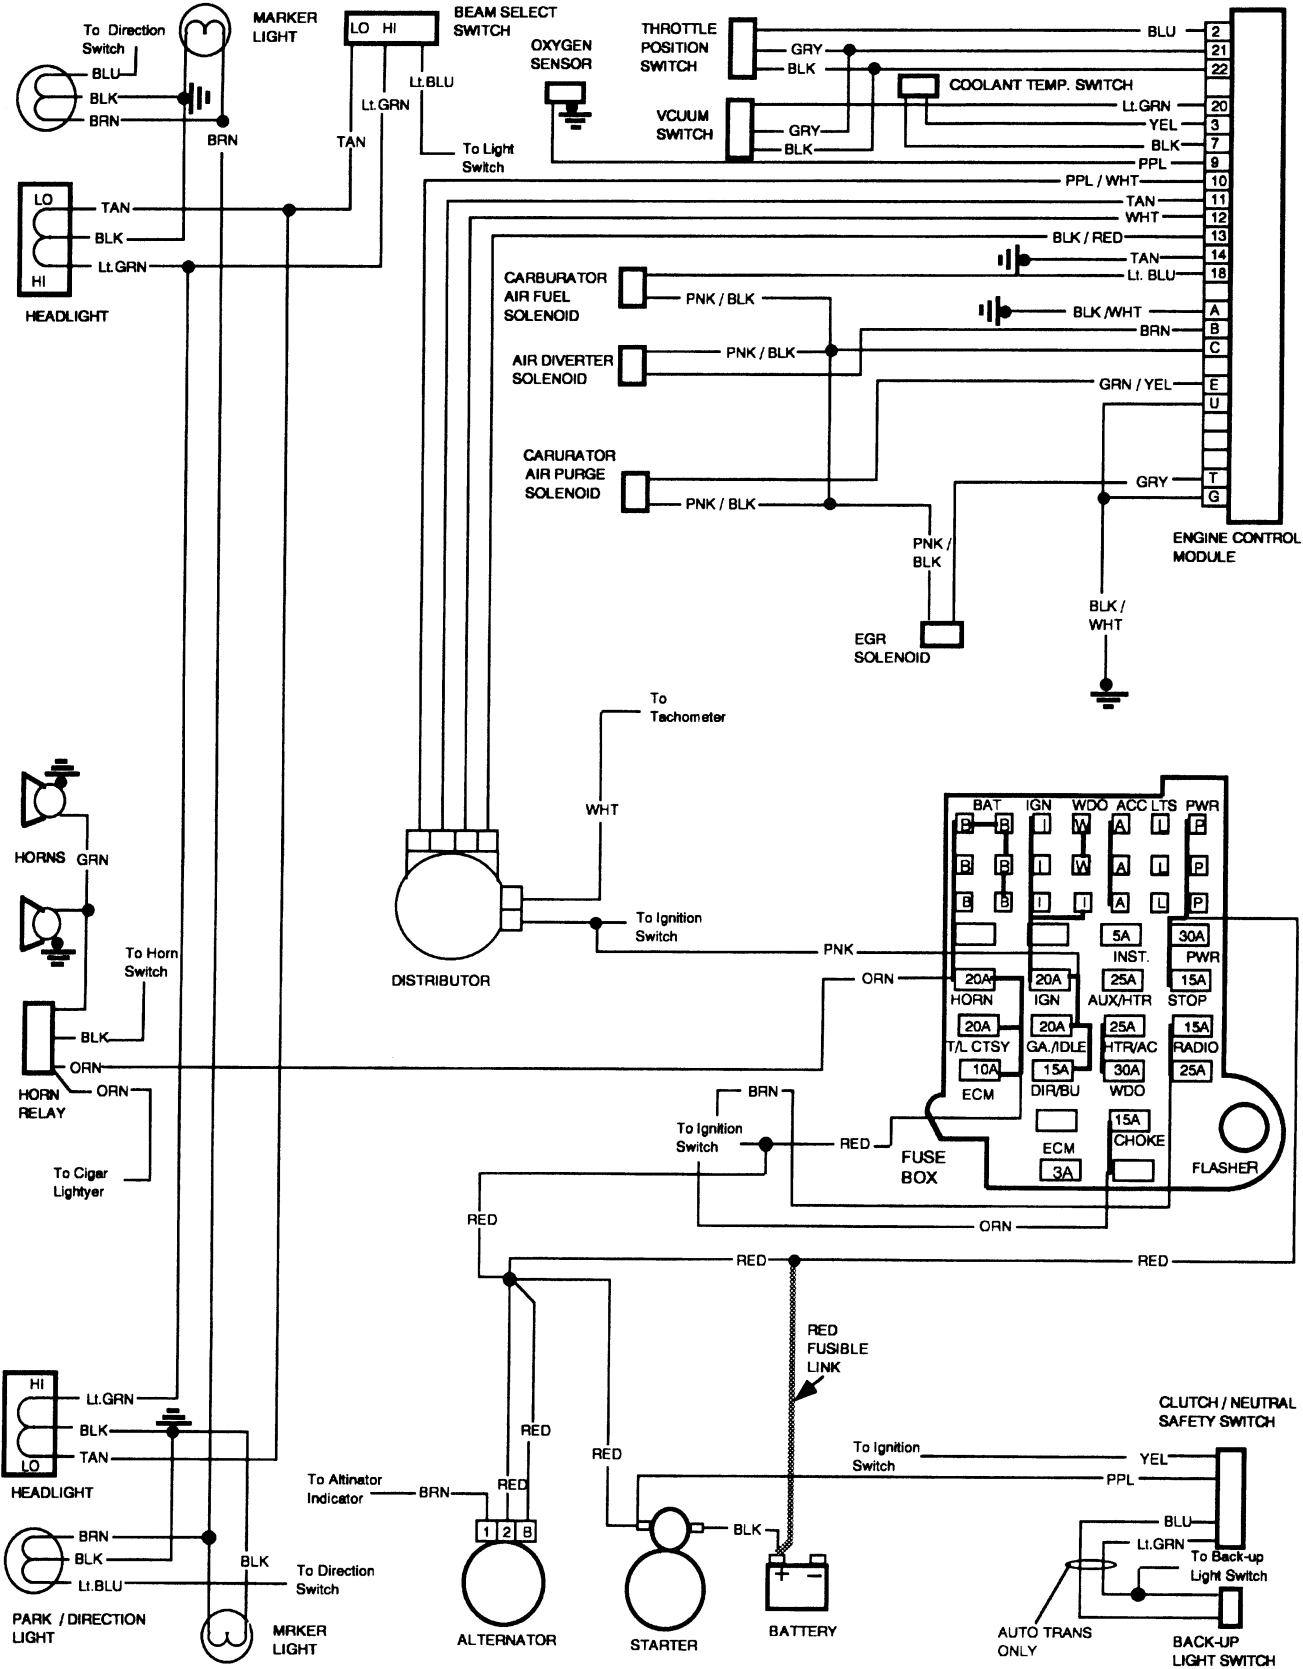 To Direction
Switch
MARKER
LIGHT
LO HI
BEAM SELECT
SWITCH
OXYGEN
SENSOR
THROTTLE
POSITION
SWITCH
BLU
GRY
BLK
VCUUM
SWITCH
GRY
BLK
COOLANT TEMP. SWITCH
BLU 2
21
22
Lt.GRN 20
YEL 3
BLK 7
PPL 9
PPL / WHT 10
TAN 11
WHT 12
BLK / RED 13
TAN 14
Lt. BLU 18
BLK /WHT A
BRN B
C
GRN / YEL E
U
GRY T
G
ENGINE CONTROL
MODULE
BLK
BRN
BRN
Lt.BLU
Lt.GRN
TAN
To Light
Switch
LO
TAN
BLK
Lt.GRN
HI
HEADLIGHT
CARBURATOR
AIR FUEL
SOLENOID
PNK / BLK
AIR DIVERTER
SOLENOID
PNK / BLK
CARURATOR
AIR PURGE
SOLENOID
PNK / BLK
PNK /
BLK
EGR
SOLENOID
BLK /
WHT
To
Tachometer
WHT
HORNS
GRN
To Horn
Switch
BLK
ORN
ORN
HORN
RELAY
To Cigar
Lightyer
DISTRIBUTOR
To Ignition
Switch
PNK
ORN
BAT IGN WDO ACC LTS PWR
B B I W A L P
B B I W A L P
B B I I A L P
5A 30A
INST. PWR
20A 20A 25A 15A
HORN IGN AUX/HTR STOP
20A 20A 25A 15A
T/L CTSY GA./IDLE HTR/AC RADIO
10A 15A 30A 25A
ECM DIR/BU WDO
15A
ECM CHOKE
3A
FLASHER
FUSE
BOX
BRN
To Ignition
Switch
RED
ORN
RED
RED
RED
RED
FUSIBLE
LINK
HI
Lt.GRN
BLK
TAN
LO
HEADLIGHT
BRN
BLK
Lt.BLU
PARK / DIRECTION
LIGHT
BLK
To Direction
Switch
MRKER
LIGHT
To Altinator
Indicator
BRN
RED
RED
RED
1 2 B
ALTERNATOR
STARTER
BLK
+ −
BATTERY
CLUTCH / NEUTRAL
SAFETY SWITCH
To Ignition
Switch
YEL
PPL
BLU
Lt.GRN
To Back-up
Light Switch
AUTO TRANS
ONLY
BACK-UP
LIGHT SWITCH